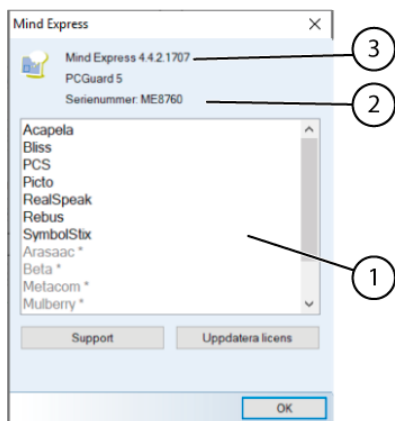 Mind Express
Mind Express 4.4.2.1707
PCGuard 5
Serienummer: ME8760
3
2
Acapela
Bliss
PCS
Picto
RealSpeak
Rebus
SymbolStix
Arasaac *
Beta *
Metacom *
Mulberry *
1
Support
Uppdatera licens
OK